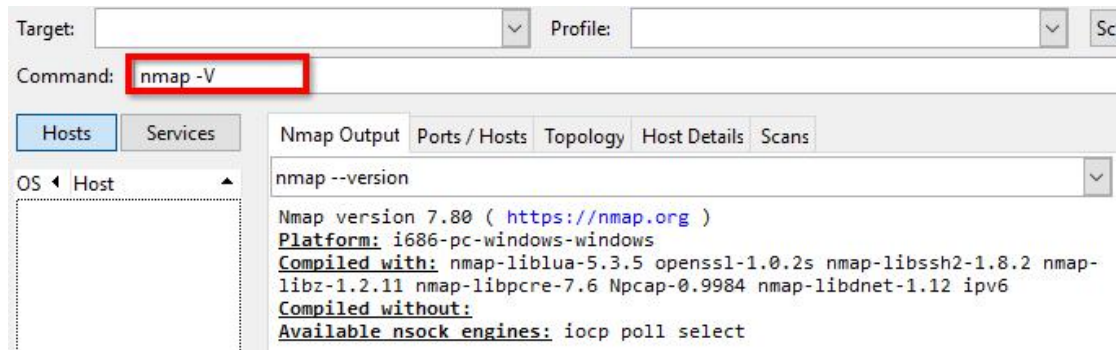 Target: Profile: Sc
Command: nmap -V
Hosts Services Nmap Output Ports / Hosts Topology Host Details Scans
OS Host
nmap --version
Nmap version 7.80 ( https://nmap.org )
Platform: i686-pc-windows-windows
Compiled with: nmap-liblua-5.3.5 openssl-1.0.2s nmap-libssh2-1.8.2 nmap-
libz-1.2.11 nmap-libpcre-7.6 Npcap-0.9984 nmap-libdnet-1.12 ipv6
Compiled without:
Available nsock engines: iocp poll select